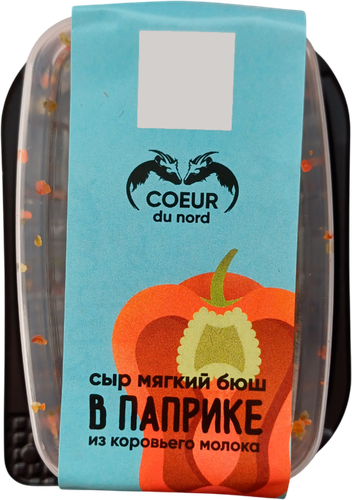 COEUR
du nord
сыр мягкий бюш
В ПАПРИКЕ
из коровьего молока